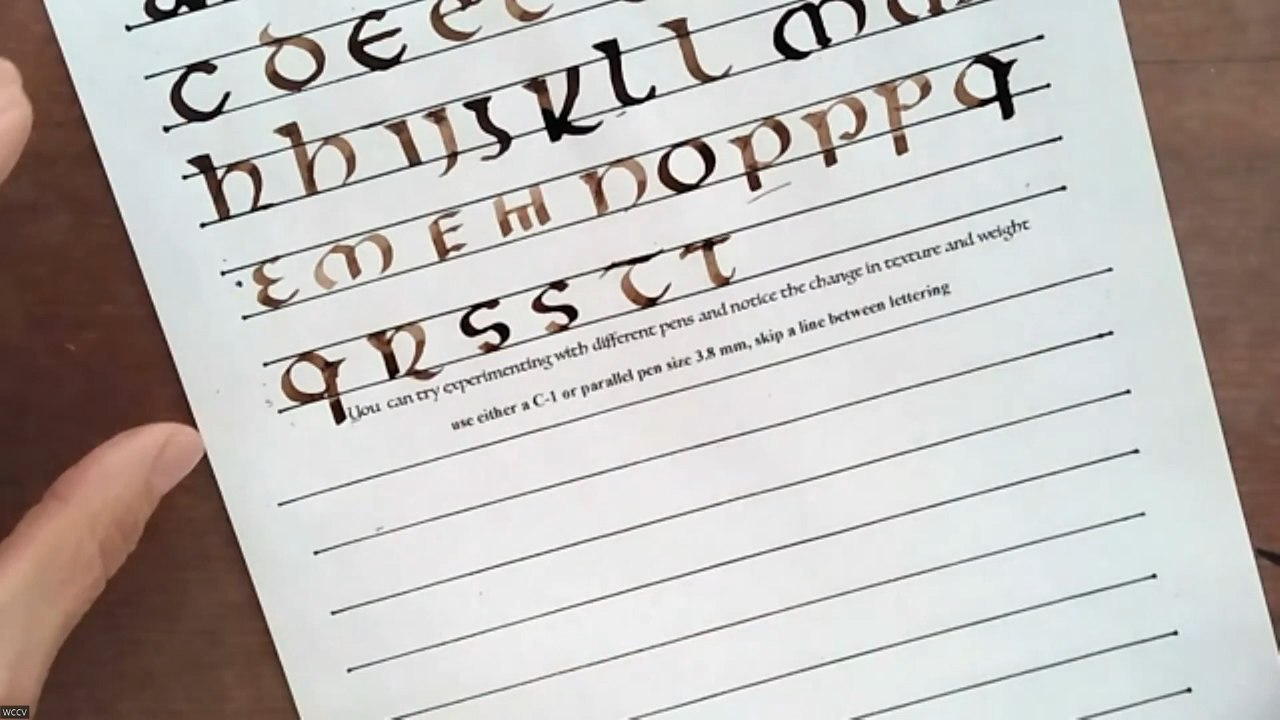 c d E e
h h i j J k l l m
E m E H n o p p p q
q R S S T T
You can try experimenting with different pens and notice the change in texture and weight
use either a C-1 or parallel pen size 3.8 mm, skip a line between lettering
WCCV